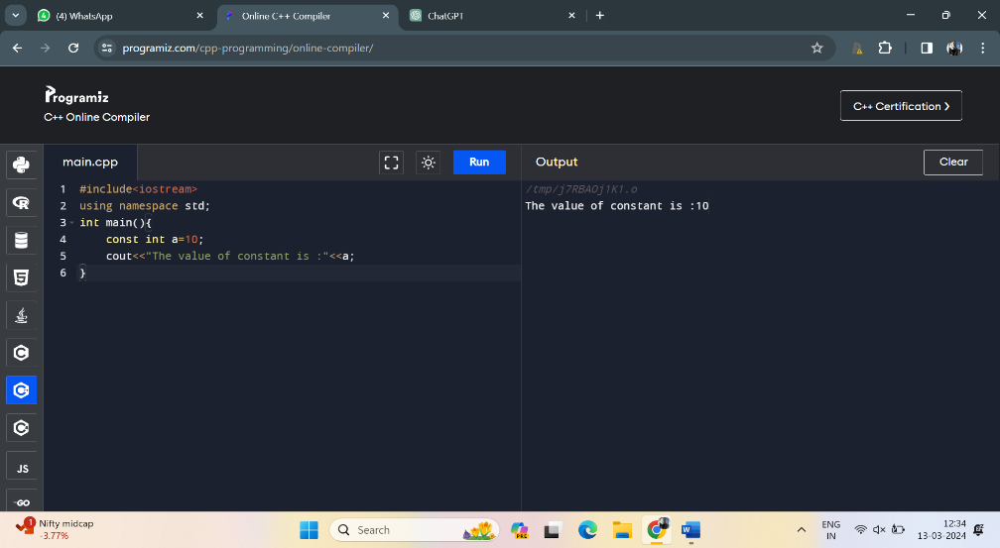 (4) WhatsApp
Online C++ Compiler
ChatGPT
programiz.com/cpp-programming/online-compiler/
Programiz
C++ Online Compiler
C++ Certification
main.cpp
Run
Output
Clear
1 #include<iostream>
2 using namespace std;
3 int main(){
4 const int a=10;
5 cout<<"The value of constant is :"<<a;
6 }
/tmp/j7RBAOj1K1.o
The value of constant is :10
R
5
C
JS
GO
1
Nifty midcap
-3.77%
Search
PRE
W
ENG
IN
12:34
13-03-2024